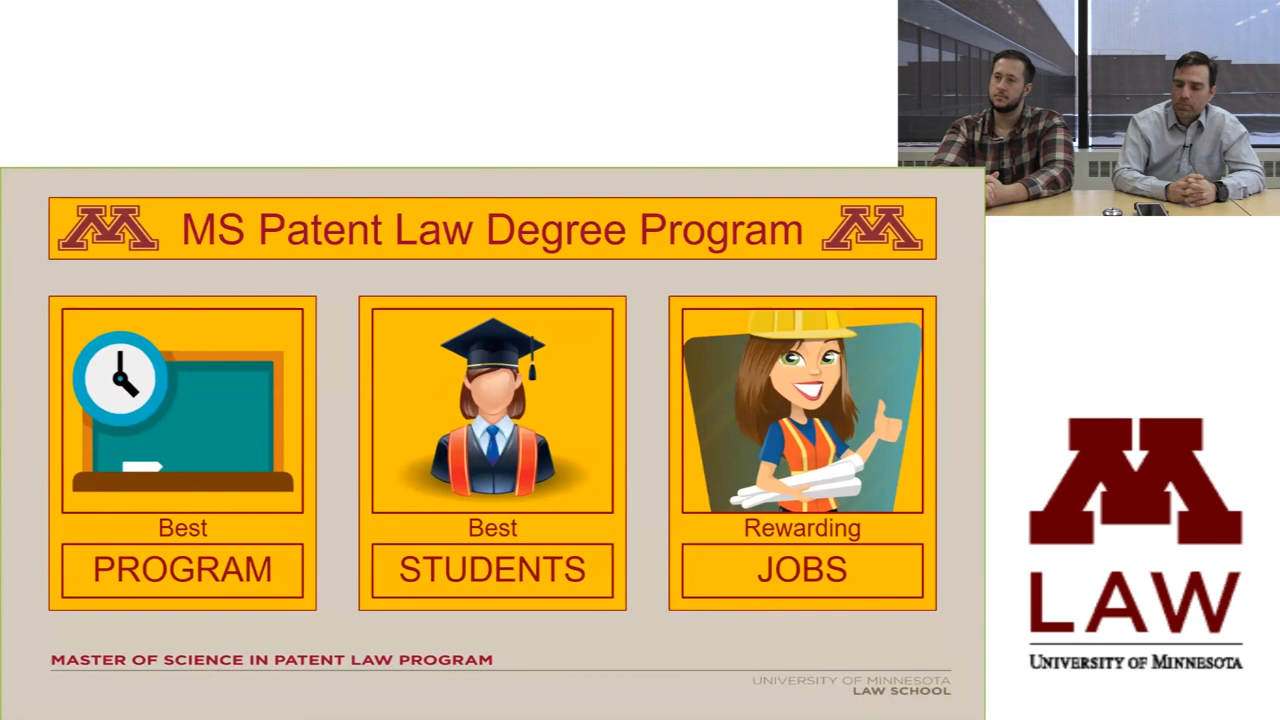 MS Patent Law Degree Program
Best
PROGRAM
Best
STUDENTS
Rewarding
JOBS
MASTER OF SCIENCE IN PATENT LAW PROGRAM
UNIVERSITY OF MINNESOTA
LAW SCHOOL
M
LAW
UNIVERSITY OF MINNESOTA